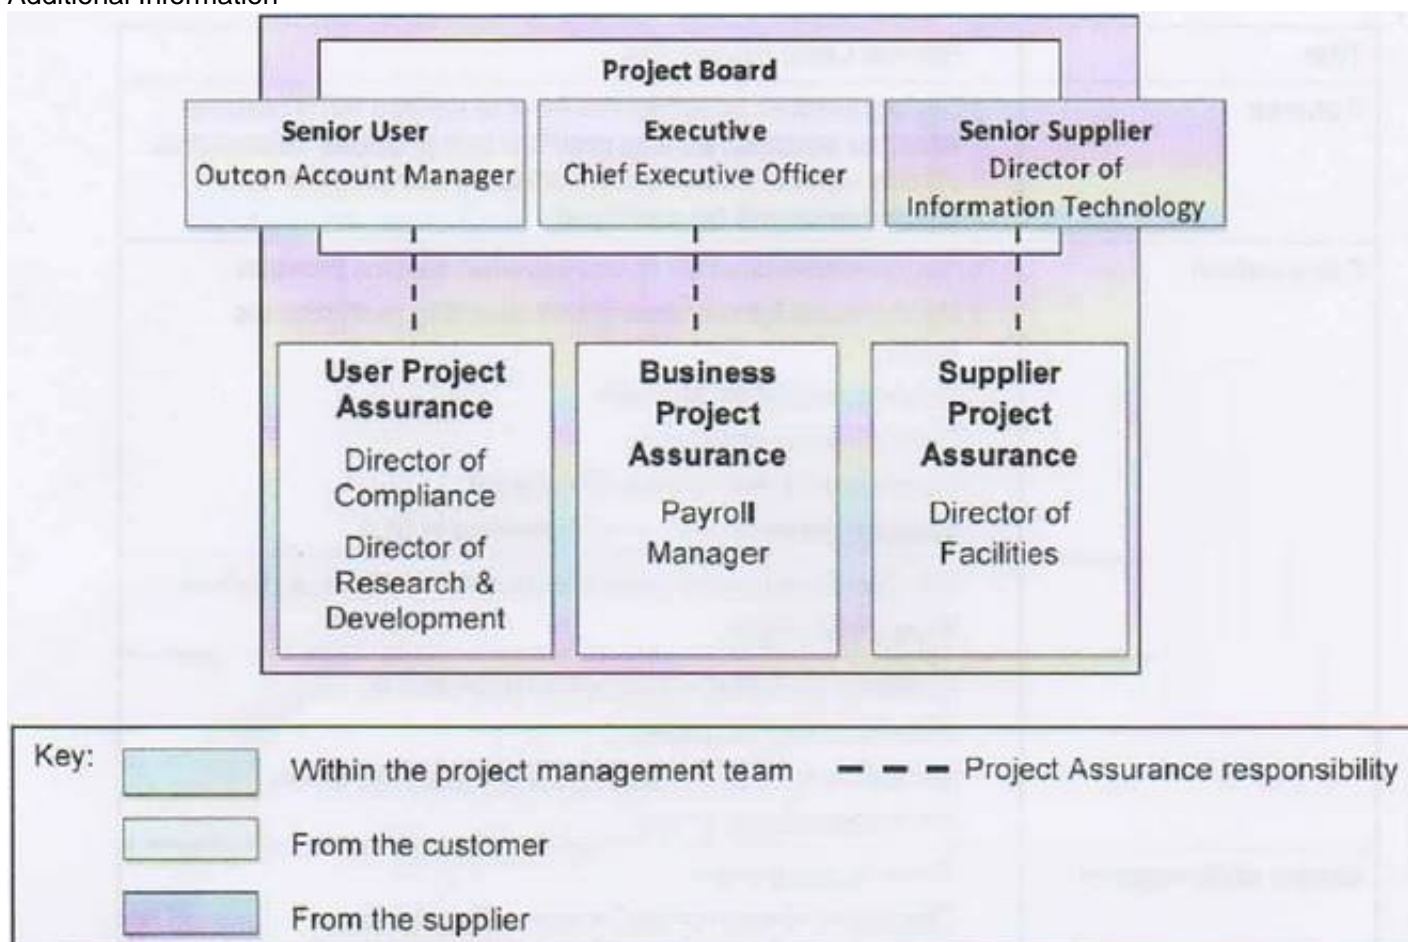 Additional Information
Project Board
Senior User
Outcon Account Manager
Executive
Chief Executive Officer
Senior Supplier
Director of
Information Technology
User Project
Assurance
Director of
Compliance
Director of
Research &
Development
Business
Project
Assurance
Payroll
Manager
Supplier
Project
Assurance
Director of
Facilities
Key:
Within the project management team
Project Assurance responsibility
From the customer
From the supplier